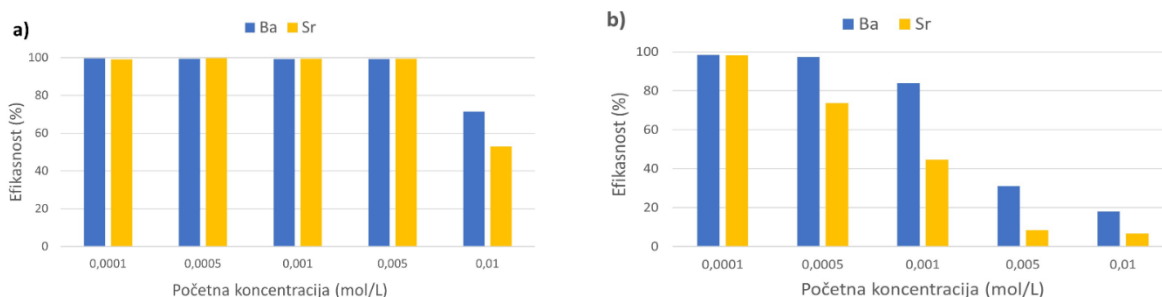 a)
Ba Sr
Efikasnost (%)
100
80
60
40
20
0
0,0001 0,0005 0,001 0,005 0,01
Početna koncentracija (mol/L)
b)
Ba Sr
Efikasnost (%)
100
80
60
40
20
0
0,0001 0,0005 0,001 0,005 0,01
Početna koncentracija (mol/L)